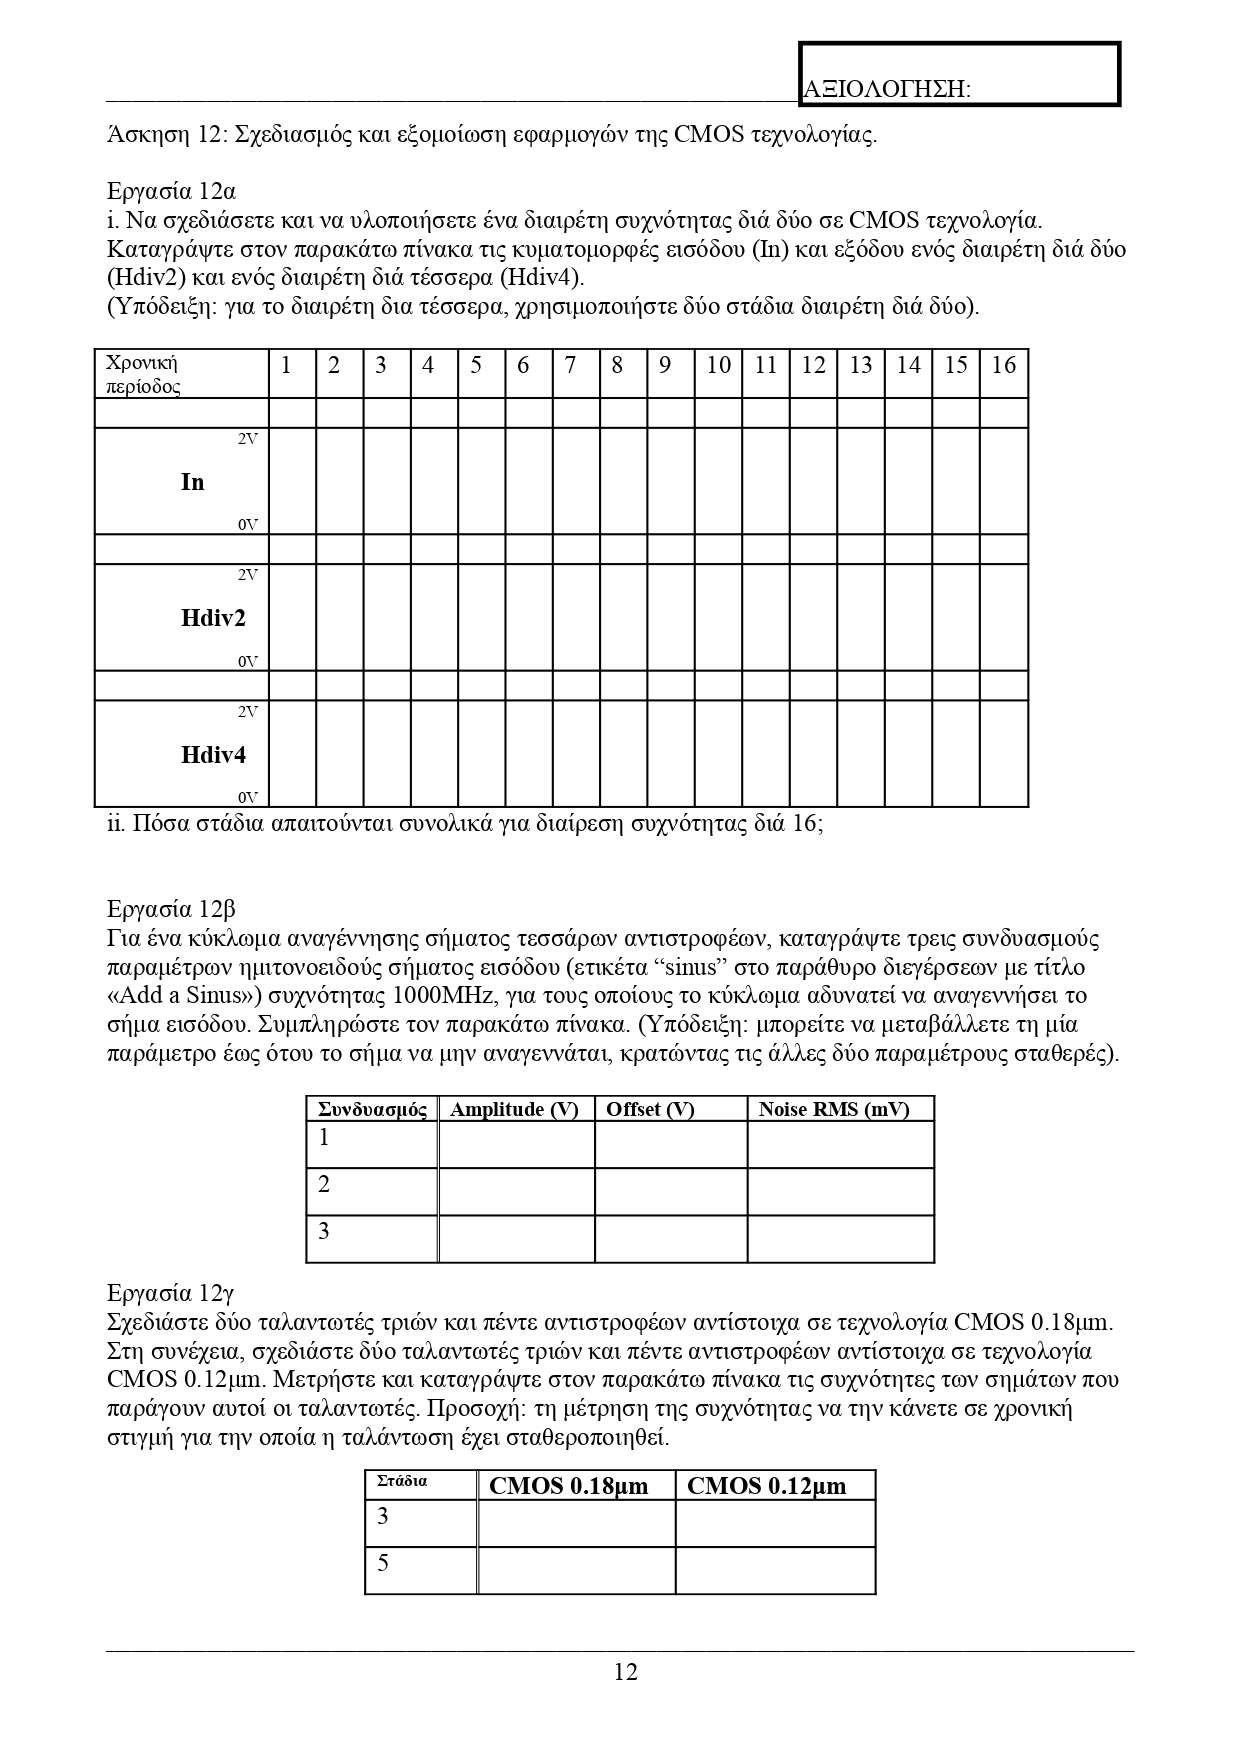 ΑΞΙΟΛΟΓΗΣΗ:
Άσκηση 12: Σχεδιασμός και εξομοίωση εφαρμογών της CMOS τεχνολογίας.
Εργασία 12α
i. Να σχεδιάσετε και να υλοποιήσετε ένα διαιρέτη συχνότητας διά δύο σε CMOS τεχνολογία.
Καταγράψτε στον παρακάτω πίνακα τις κυματομορφές εισόδου (In) και εξόδου ενός διαιρέτη διά δύο
(Hdiv2) και ενός διαιρέτη διά τέσσερα (Hdiv4).
(Υπόδειξη: για το διαιρέτη δια τέσσερα, χρησιμοποιήστε δύο στάδια διαιρέτη διά δύο).
Χρονική
περίοδος
1 2 3 4 5 6 7 8 9 10 11 12 13 14 15 16
2V
In
0V
2V
Hdiv2
0V
2V
Hdiv4
0V
ii. Πόσα στάδια απαιτούνται συνολικά για διαίρεση συχνότητας διά 16;
Εργασία 12β
Για ένα κύκλωμα αναγέννησης σήματος τεσσάρων αντιστροφέων, καταγράψτε τρεις συνδυασμούς
παραμέτρων ημιτονοειδούς σήματος εισόδου (ετικέτα “sinus” στο παράθυρο διεγέρσεων με τίτλο
«Add a Sinus») συχνότητας 1000MHz, για τους οποίους το κύκλωμα αδυνατεί να αναγεννήσει το
σήμα εισόδου. Συμπληρώστε τον παρακάτω πίνακα. (Υπόδειξη: μπορείτε να μεταβάλλετε τη μία
παράμετρο έως ότου το σήμα να μην αναγεννάται, κρατώντας τις άλλες δύο παραμέτρους σταθερές).
Συνδυασμός Amplitude (V) Offset (V) Noise RMS (mV)
1
2
3
Εργασία 12γ
Σχεδιάστε δύο ταλαντωτές τριών και πέντε αντιστροφέων αντίστοιχα σε τεχνολογία CMOS 0.18μm.
Στη συνέχεια, σχεδιάστε δύο ταλαντωτές τριών και πέντε αντιστροφέων αντίστοιχα σε τεχνολογία
CMOS 0.12μm. Μετρήστε και καταγράψτε στον παρακάτω πίνακα τις συχνότητες των σημάτων που
παράγουν αυτοί οι ταλαντωτές. Προσοχή: τη μέτρηση της συχνότητας να την κάνετε σε χρονική
στιγμή για την οποία η ταλάντωση έχει σταθεροποιηθεί.
Στάδια CMOS 0.18μm CMOS 0.12μm
3
5
12